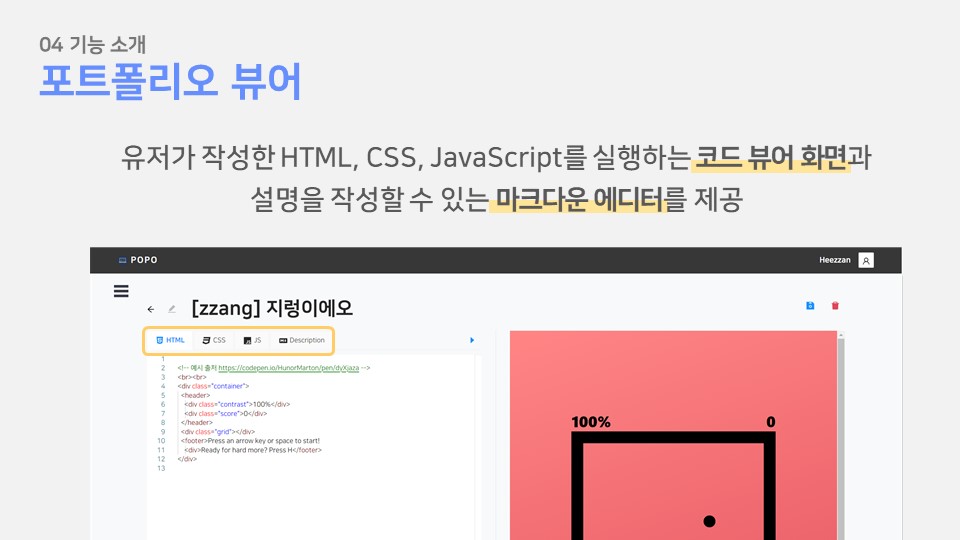 04 기능 소개
포트폴리오 뷰어
유저가 작성한 HTML, CSS, JavaScript를 실행하는 코드 뷰어 화면과
설명을 작성할 수 있는 마크다운 에디터를 제공
POPO
Heezzan
[zzang] 지렁이에오
HTML CSS JS Description
1
2 <!-- 예시 출처 https://codepen.io/HunorMarton/pen/dyXjaza -->
3 <br><br>
4 <div class="container">
5 <header>
6 <div class="contrast">100%</div>
7 <div class="score">0</div>
8 </header>
9 <div class="grid"></div>
10 <footer>Press an arrow key or space to start!
11 <div>Ready for hard more? Press H</footer>
12 </div>
13
100% 0